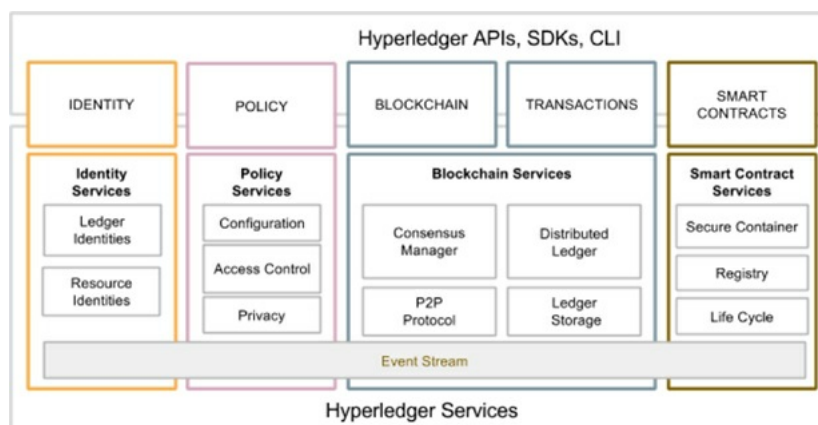 Hyperledger APIs, SDKs, CLI
IDENTITY
POLICY
BLOCKCHAIN
TRANSACTIONS
SMART
CONTRACTS
Identity
Services
Ledger
Identities
Resource
Identities
Policy
Services
Configuration
Access Control
Privacy
Blockchain Services
Consensus
Manager
Distributed
Ledger
P2P
Protocol
Ledger
Storage
Smart Contract
Services
Secure Container
Registry
Life Cycle
Event Stream
Hyperledger Services